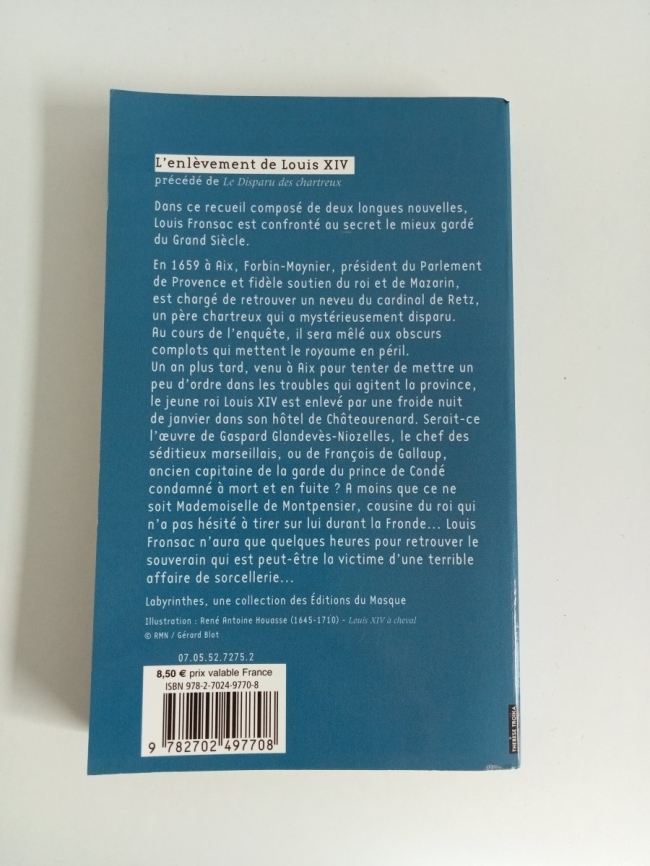 L'enlèvement de Louis XIV
précédé de Le Disparu des chartreux
Dans ce recueil composé de deux longues nouvelles,
Louis Fronsac est confronté au secret le mieux gardé
du Grand Siècle.
En 1659 à Aix, Forbin-Maynier, président du Parlement
de Provence et fidèle soutien du roi et de Mazarin,
est chargé de retrouver un neveu du cardinal de Retz,
un père chartreux qui a mystérieusement disparu.
Au cours de l'enquête, il sera mêlé aux obscurs
complots qui mettent le royaume en péril.
Un an plus tard, venu à Aix pour tenter de mettre un
peu d'ordre dans les troubles qui agitent la province,
le jeune roi Louis XIV est enlevé par une froide nuit
de janvier dans son hôtel de Châteaurenard. Serait-ce
l'œuvre de Gaspard Glandevès-Niozelles, le chef des
séditieux marseillais, ou de François de Gallaup,
ancien capitaine de la garde du prince de Condé
condamné à mort et en fuite ? A moins que ce ne
soit Mademoiselle de Montpensier, cousine du roi qui
n'a pas hésité à tirer sur lui durant la Fronde... Louis
Fronsac n'aura que quelques heures pour retrouver le
souverain qui est peut-être la victime d'une terrible
affaire de sorcellerie...
Labyrinthes, une collection des Éditions du Masque
Illustration : René Antoine Houasse (1645-1710) - Louis XIV à cheval
© RMN / Gérard Blot
07.05.52.7275.2
8,50 € prix valable France
ISBN 978-2-7024-9770-8
9 782702 497708
THÉRÈSE TROÏKA